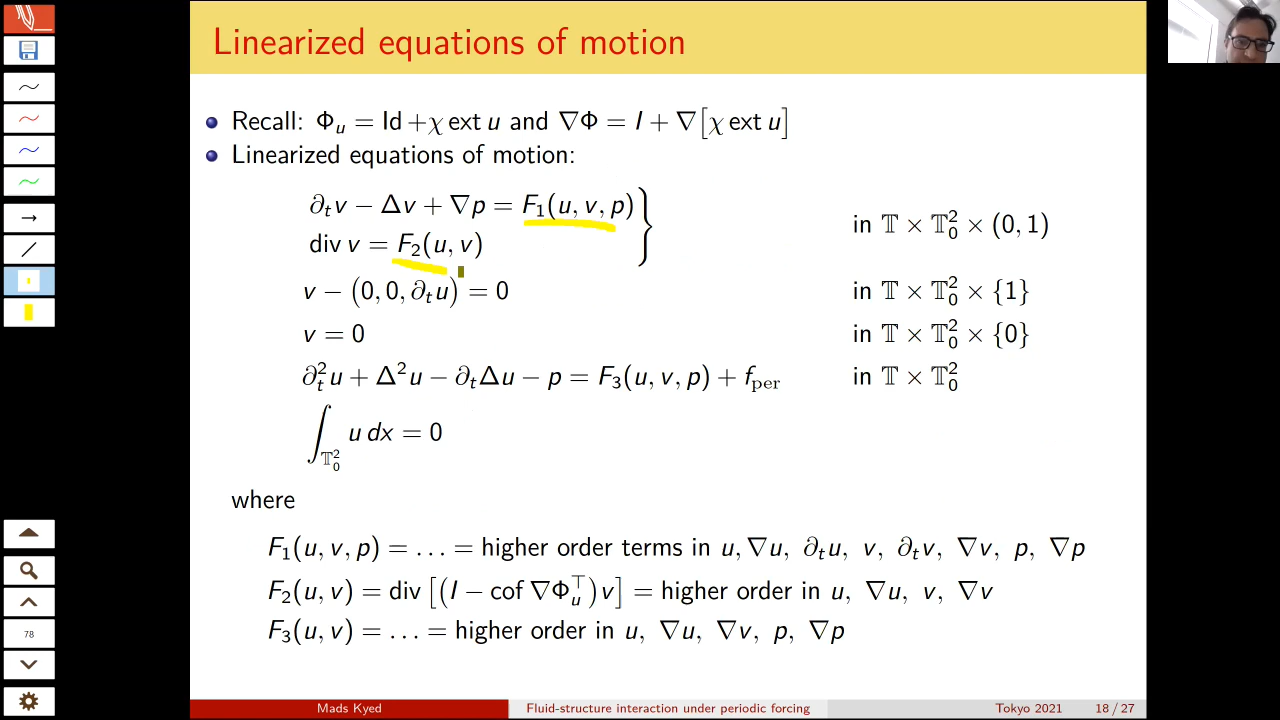 Linearized equations of motion
Recall: Φ_u = Id +χ ext u and ∇Φ = I + ∇[χ ext u]
Linearized equations of motion:
∂_t v − Δv + ∇p = F_1(u, v, p)
div v = F_2(u, v)
in 𝕋 × 𝕋_0^2 × (0, 1)
v − (0, 0, ∂_t u) = 0 in 𝕋 × 𝕋_0^2 × {1}
v = 0 in 𝕋 × 𝕋_0^2 × {0}
∂_t^2 u + Δ^2 u − ∂_t Δu − p = F_3(u, v, p) + f_per in 𝕋 × 𝕋_0^2
∫_{𝕋_0^2} u dx = 0
where
F_1(u, v, p) = ... = higher order terms in u, ∇u, ∂_t u, v, ∂_t v, ∇v, p, ∇p
F_2(u, v) = div [(I − cof ∇Φ_u^⊤)v] = higher order in u, ∇u, v, ∇v
F_3(u, v) = ... = higher order in u, ∇u, ∇v, p, ∇p
78
Mads Kyed Fluid-structure interaction under periodic forcing Tokyo 2021 18 / 27